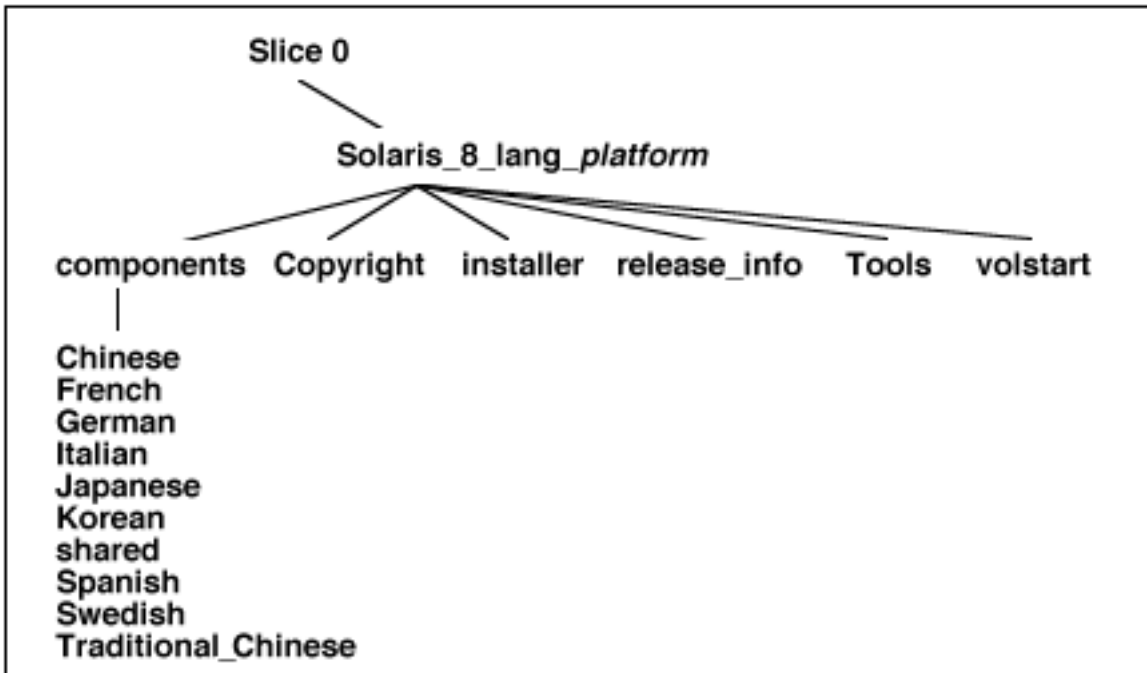 Slice 0
Solaris_8_lang_platform
components Copyright installer release_info Tools volstart
Chinese
French
German
Italian
Japanese
Korean
shared
Spanish
Swedish
Traditional_Chinese